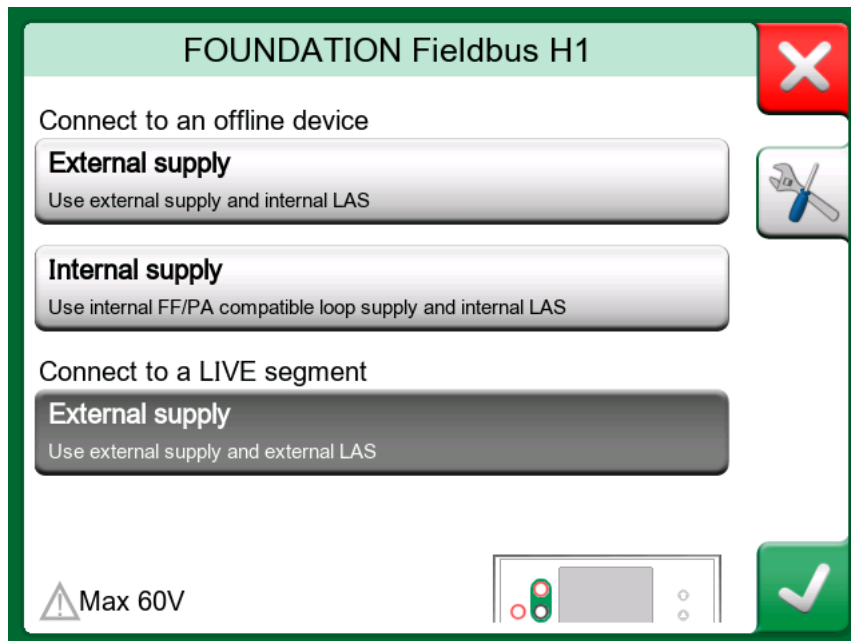 FOUNDATION Fieldbus H1
Connect to an offline device
External supply
Use external supply and internal LAS
Internal supply
Use internal FF/PA compatible loop supply and internal LAS
Connect to a LIVE segment
External supply
Use external supply and external LAS
Max 60V